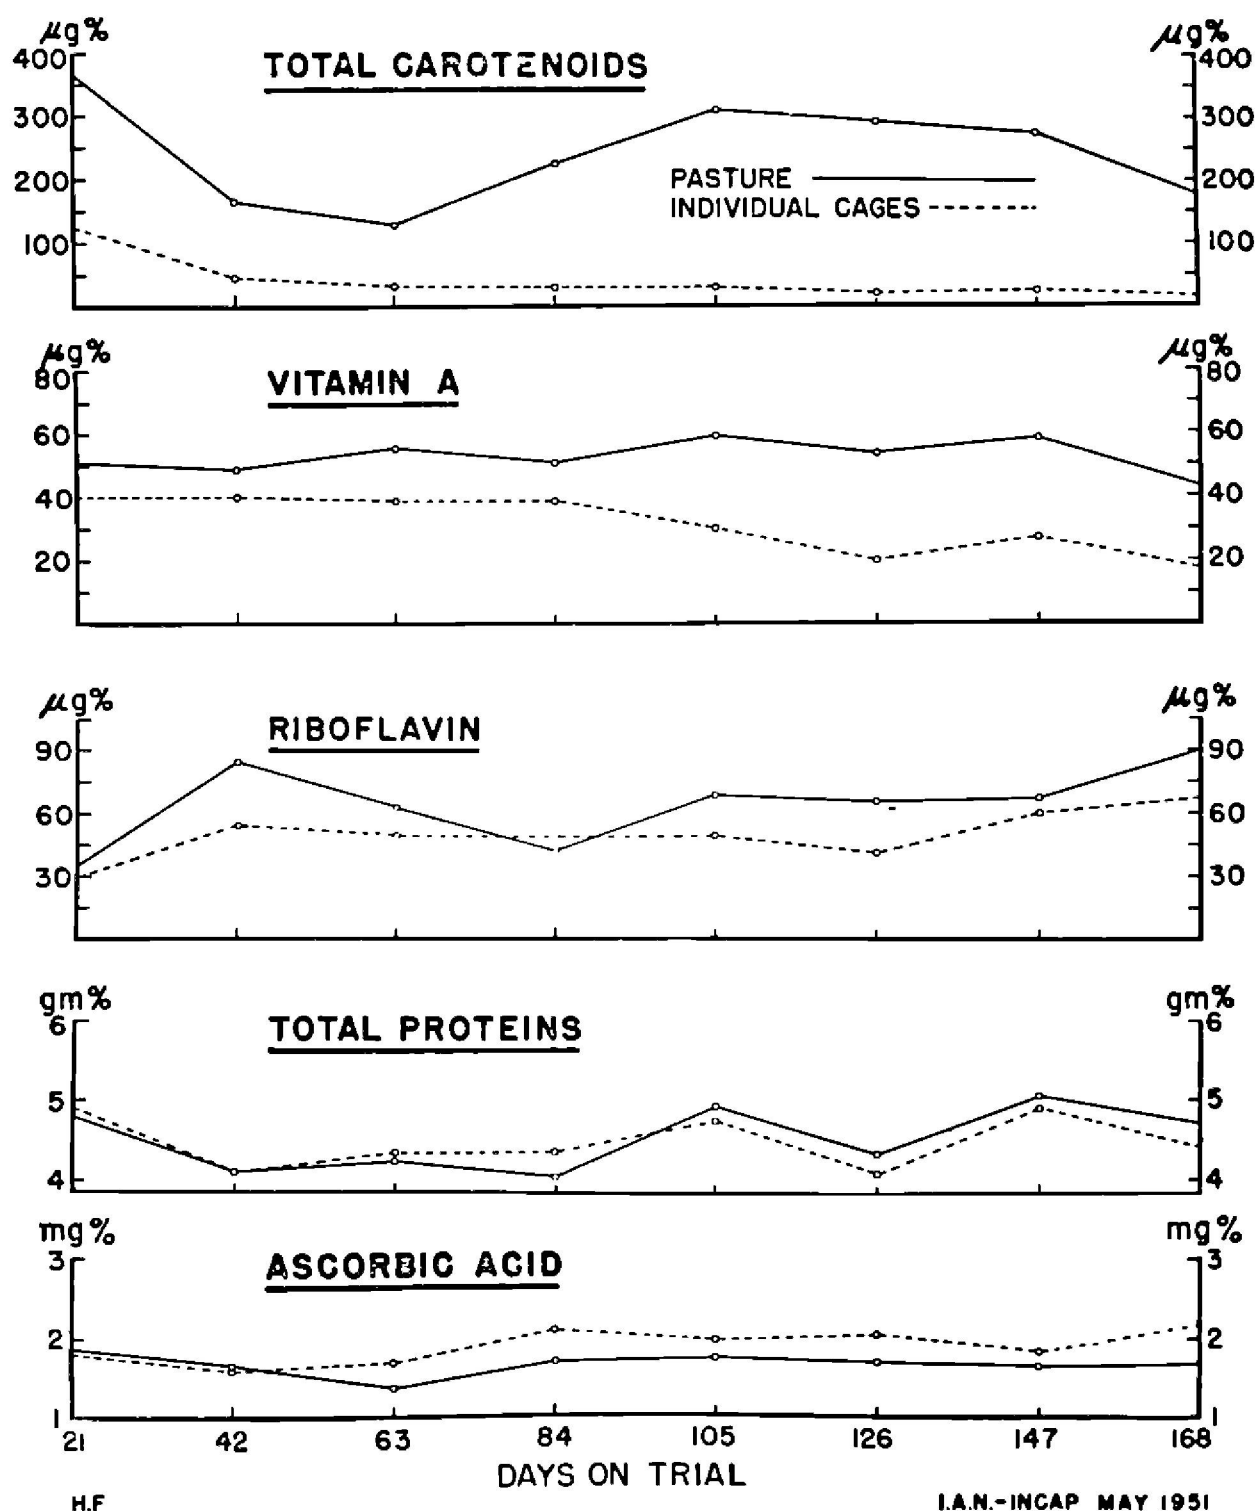 μg% μg%
400 TOTAL CAROTENOIDS 400
300 300
200 PASTURE 200
INDIVIDUAL CAGES
100 100
μg% μg%
80 VITAMIN A 80
60 60
40 40
20 20
μg% μg%
RIBOFLAVIN
90 90
60 60
30 30
gm% gm%
6 TOTAL PROTEINS 6
5 5
4 4
mg% mg%
3 ASCORBIC ACID 3
2 2
1 1
21 42 63 84 105 126 147 168
DAYS ON TRIAL
H.F I.A.N.-INCAP MAY 1951